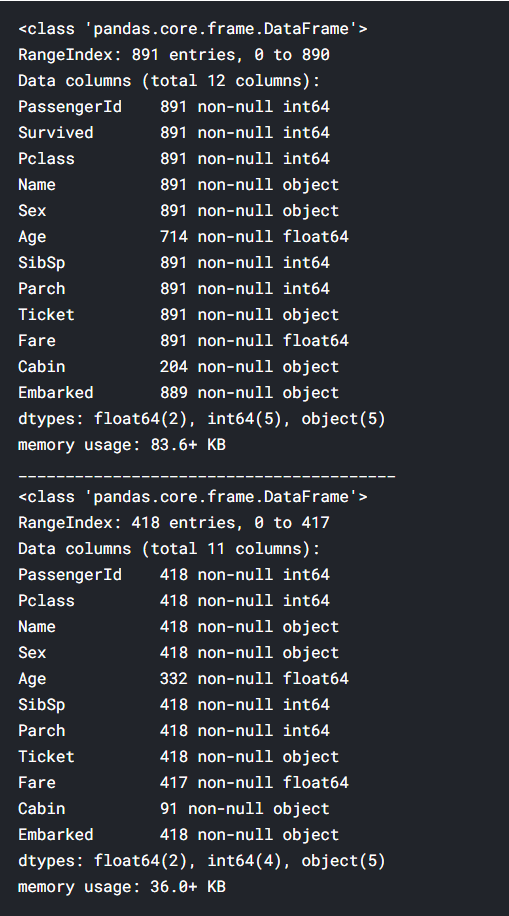 <class 'pandas.core.frame.DataFrame'>
RangeIndex: 891 entries, 0 to 890
Data columns (total 12 columns):
PassengerId    891 non-null int64
Survived       891 non-null int64
Pclass         891 non-null int64
Name           891 non-null object
Sex            891 non-null object
Age            714 non-null float64
SibSp          891 non-null int64
Parch          891 non-null int64
Ticket         891 non-null object
Fare           891 non-null float64
Cabin          204 non-null object
Embarked       889 non-null object
dtypes: float64(2), int64(5), object(5)
memory usage: 83.6+ KB
________________________________________
<class 'pandas.core.frame.DataFrame'>
RangeIndex: 418 entries, 0 to 417
Data columns (total 11 columns):
PassengerId    418 non-null int64
Pclass         418 non-null int64
Name           418 non-null object
Sex            418 non-null object
Age            332 non-null float64
SibSp          418 non-null int64
Parch          418 non-null int64
Ticket         418 non-null object
Fare           417 non-null float64
Cabin          91 non-null object
Embarked       418 non-null object
dtypes: float64(2), int64(4), object(5)
memory usage: 36.0+ KB